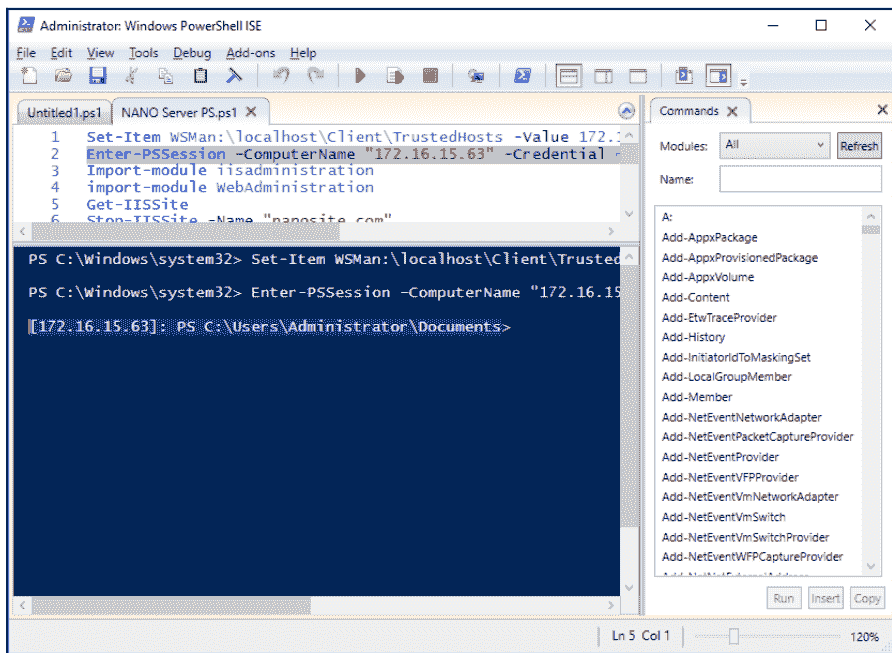 Administrator: Windows PowerShell ISE
File Edit View Tools Debug Add-ons Help
Untitled1.ps1 NANO Server PS.ps1
1 Set-Item WSMan:\localhost\Client\TrustedHosts -Value 172.
2 Enter-PSSession -ComputerName "172.16.15.63" -Credential
3 Import-module iisadministration
4 import-module WebAdministration
5 Get-IISSite
6 Stop-IISSite -Name "nanosite.com"
PS C:\Windows\system32> Set-Item WSMan:\localhost\Client\Trusted
PS C:\Windows\system32> Enter-PSSession -ComputerName "172.16.15
[172.16.15.63]: PS C:\Users\Administrator\Documents>
Commands
Modules: All Refresh
Name:
A:
Add-AppxPackage
Add-AppxProvisionedPackage
Add-AppxVolume
Add-Content
Add-EtwTraceProvider
Add-History
Add-InitiatorIdToMaskingSet
Add-LocalGroupMember
Add-Member
Add-NetEventNetworkAdapter
Add-NetEventPacketCaptureProvider
Add-NetEventProvider
Add-NetEventVFPProvider
Add-NetEventVmNetworkAdapter
Add-NetEventVmSwitch
Add-NetEventVmSwitchProvider
Add-NetEventWFPCaptureProvider
Run Insert Copy
Ln 5 Col 1 120%